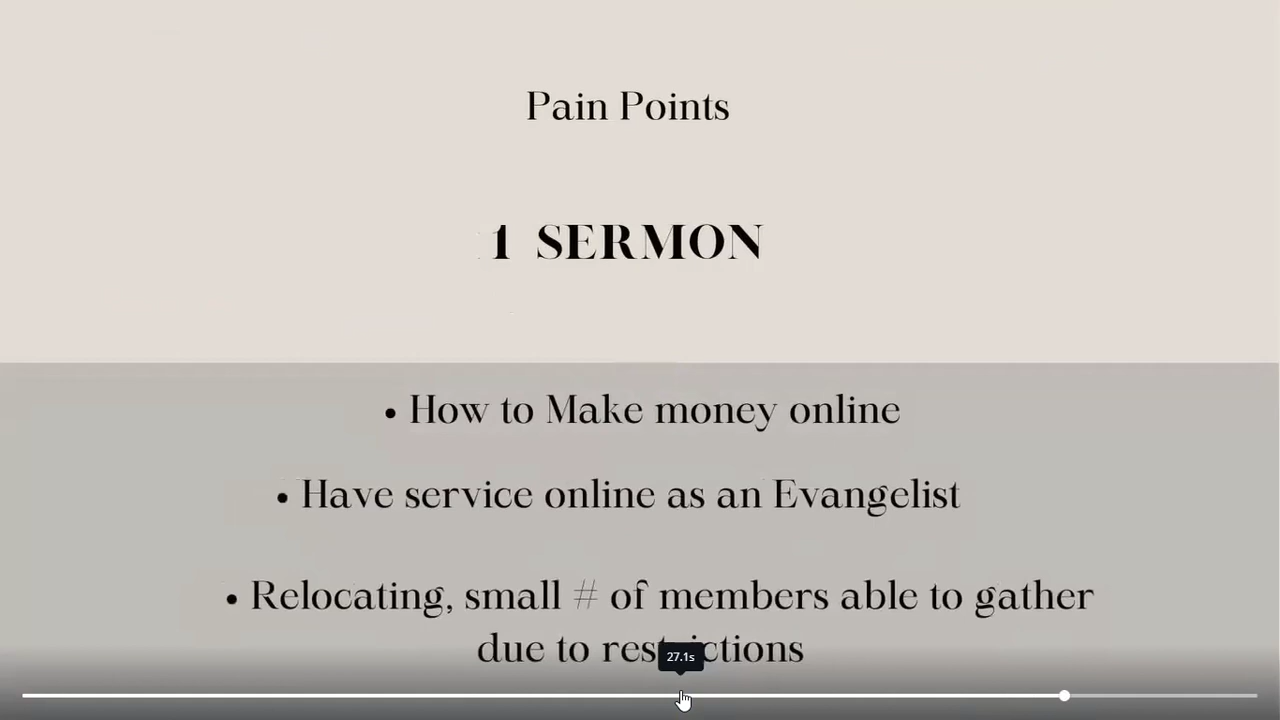 Pain Points
1 SERMON
• How to Make money online
• Have service online as an Evangelist
• Relocating, small # of members able to gather
due to restrictions
27.1s